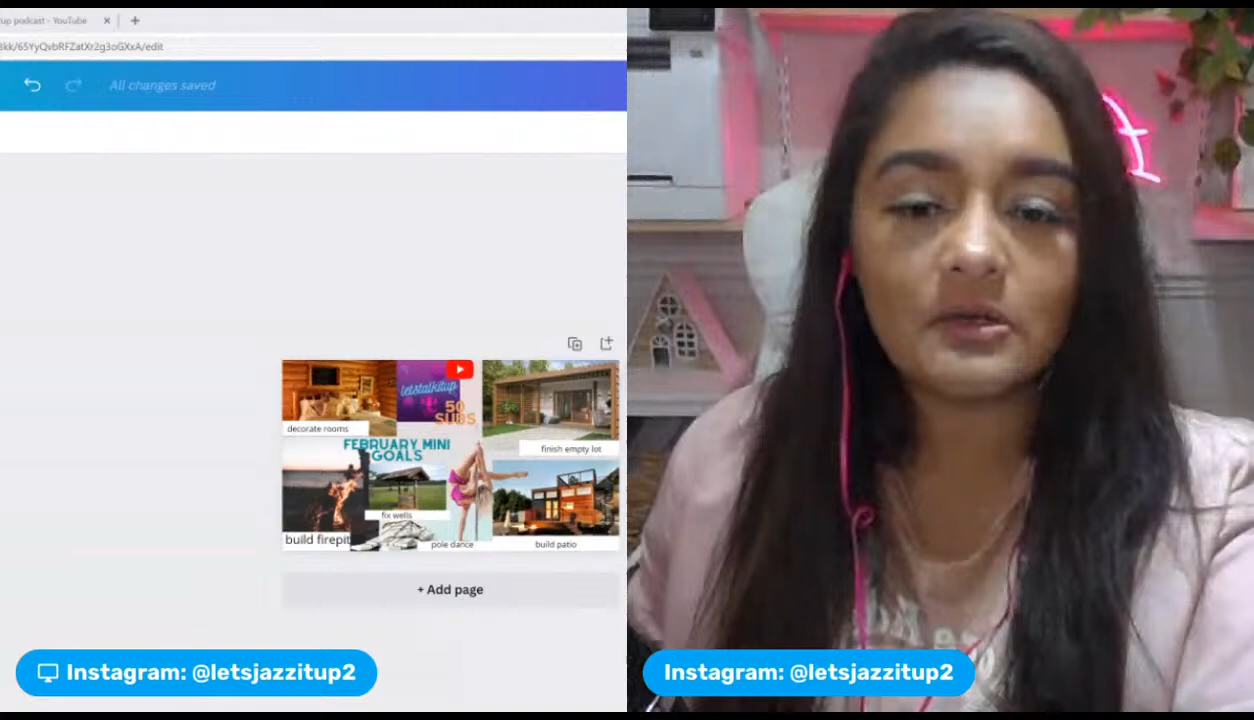 up podcast - YouTube
kk/65YyQvbRFZatXr2g3oGXxA/edit
All changes saved
decorate rooms
letstalkitup
50
SUBS
finish empty lot
FEBRUARY MINI
GOALS
fix wells
build firepit
pole dance
build patio
+ Add page
Instagram: @letsjazzitup2
Instagram: @letsjazzitup2